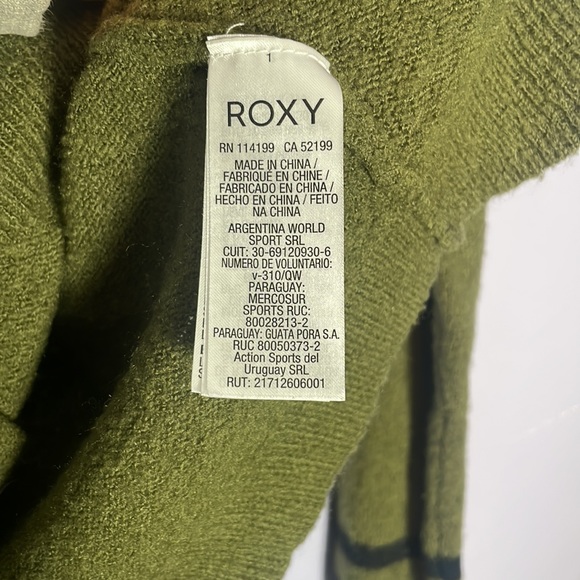 1
ROXY
RN 114199 CA 52199
MADE IN CHINA /
FABRIQUÉ EN CHINE /
FABRICADO EN CHINA /
HECHO EN CHINA / FEITO
NA CHINA
ARGENTINA WORLD
SPORT SRL
CUIT: 30-69120930-6
NUMERO DE VOLUNTARIO:
v-310/QW
PARAGUAY:
MERCOSUR
SPORTS RUC:
80028213-2
PARAGUAY: GUATA PORA S.A.
RUC 80050373-2
Action Sports del
Uruguay SRL
RUT: 21712606001